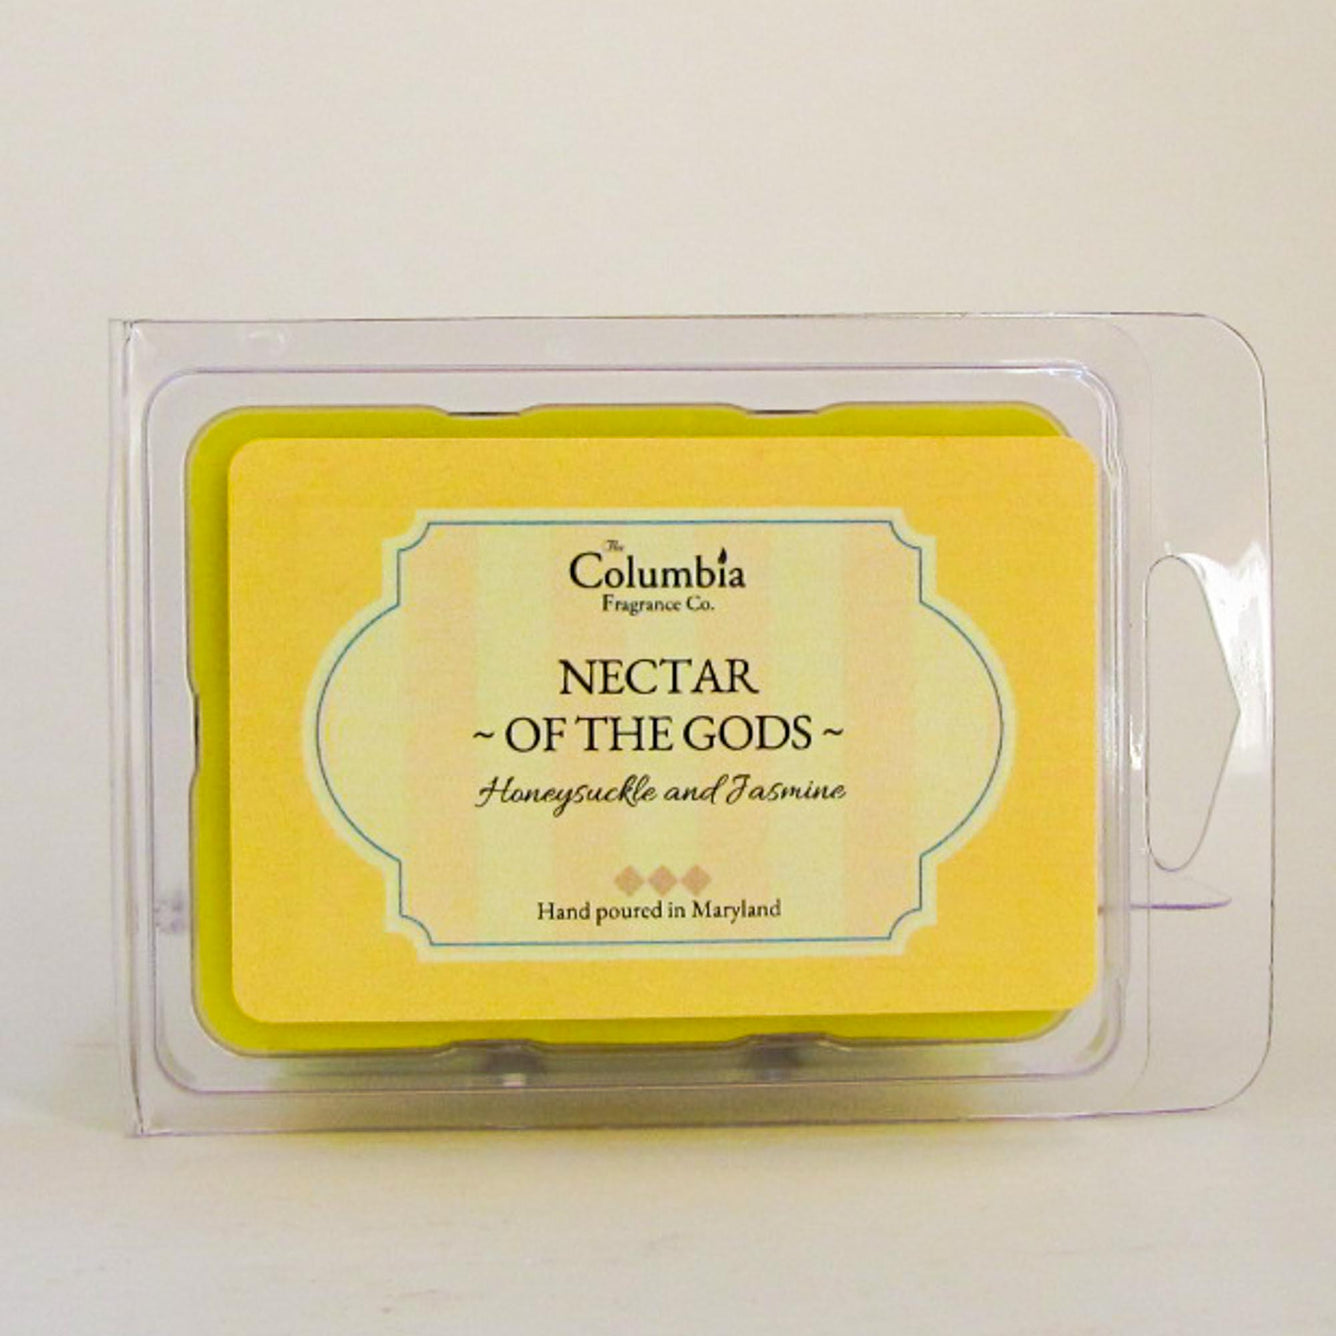 The
Columbia
Fragrance Co.
NECTAR
~ OF THE GODS ~
Honeysuckle and Jasmine
Hand poured in Maryland